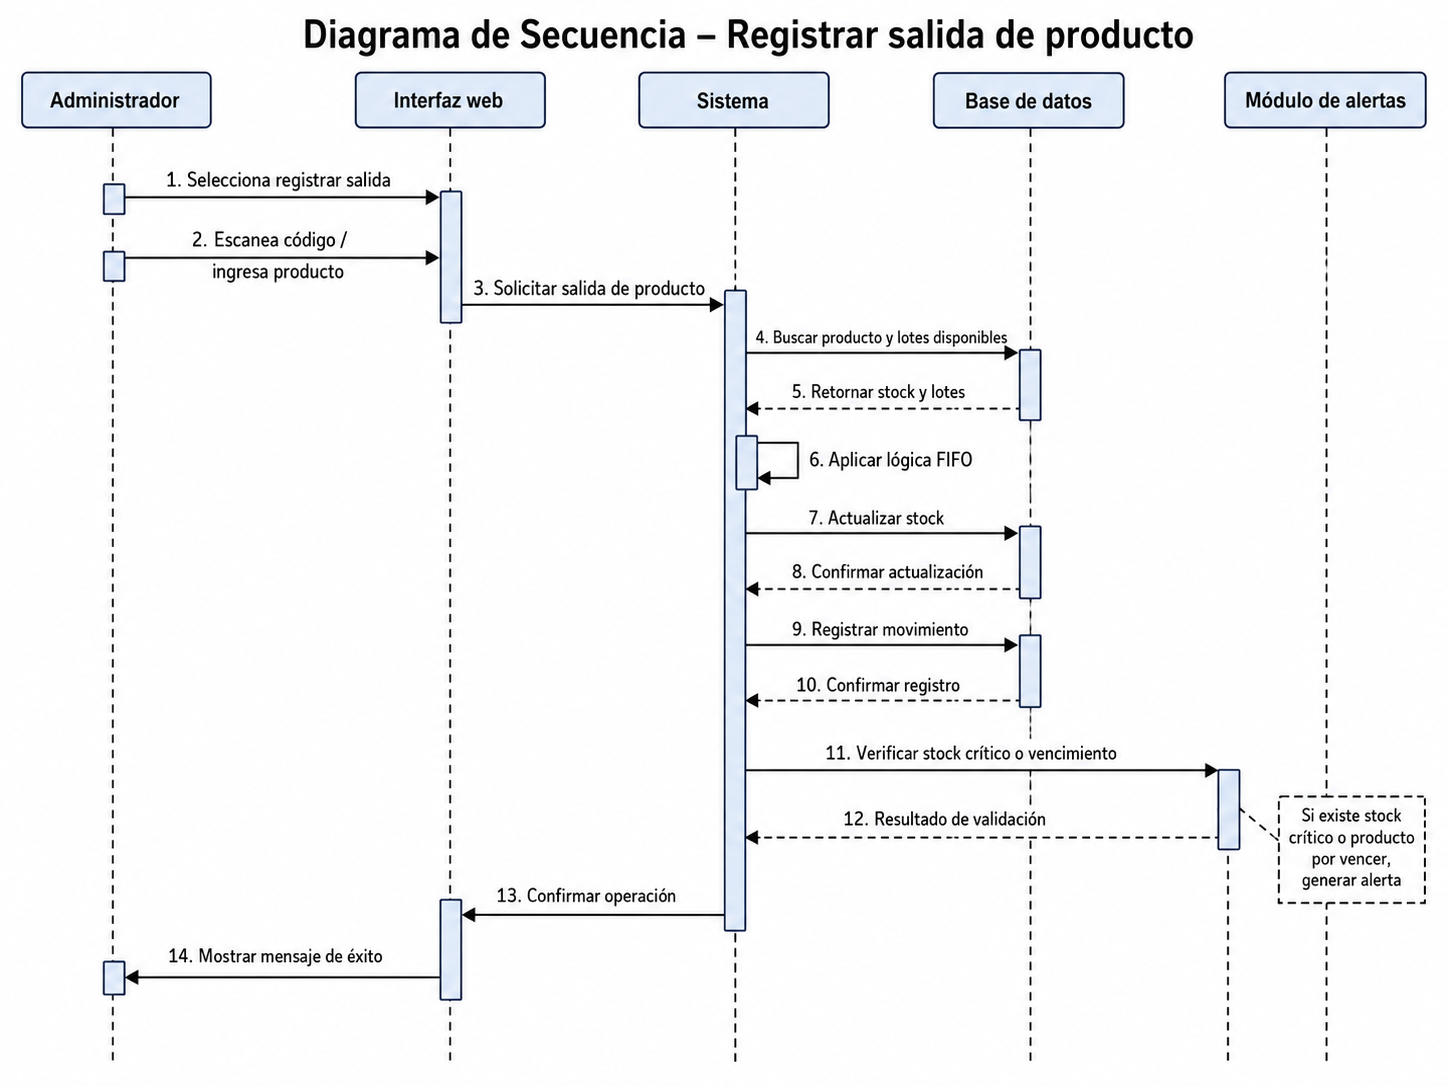 Diagrama de Secuencia – Registrar salida de producto
Administrador
Interfaz web
Sistema
Base de datos
Módulo de alertas
1. Selecciona registrar salida
2. Escanea código /
ingresa producto
3. Solicitar salida de producto
4. Buscar producto y lotes disponibles
5. Retornar stock y lotes
6. Aplicar lógica FIFO
7. Actualizar stock
8. Confirmar actualización
9. Registrar movimiento
10. Confirmar registro
11. Verificar stock crítico o vencimiento
12. Resultado de validación
Si existe stock
crítico o producto
por vencer,
generar alerta
13. Confirmar operación
14. Mostrar mensaje de éxito